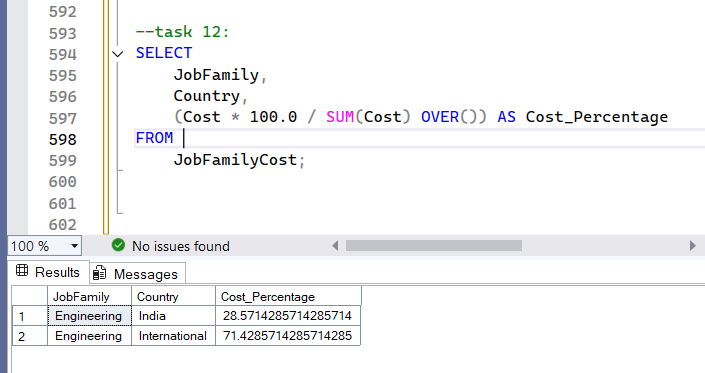 592
593 --task 12:
594 SELECT
595 JobFamily,
596 Country,
597 (Cost * 100.0 / SUM(Cost) OVER()) AS Cost_Percentage
598 FROM
599 JobFamilyCost;
600
601
602
100 % No issues found
Results Messages
JobFamily Country Cost_Percentage
1 Engineering India 28.5714285714285714
2 Engineering International 71.4285714285714285